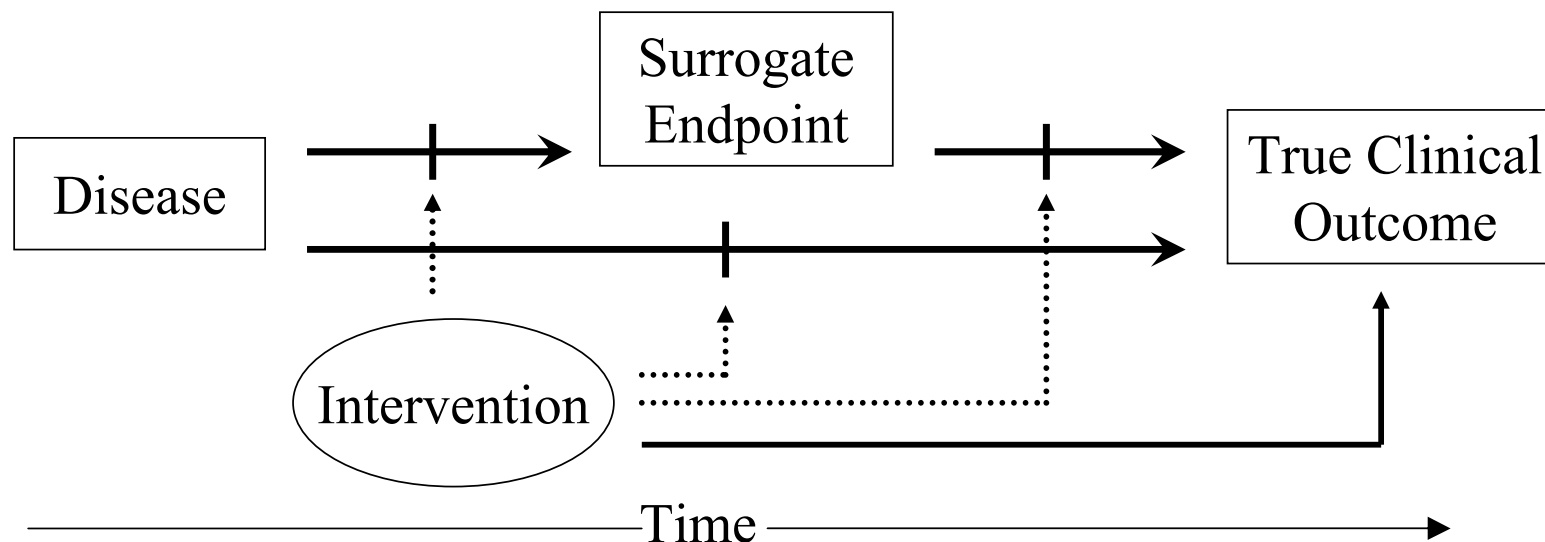 Surrogate
Endpoint
Disease
True Clinical
Outcome
Intervention
Time